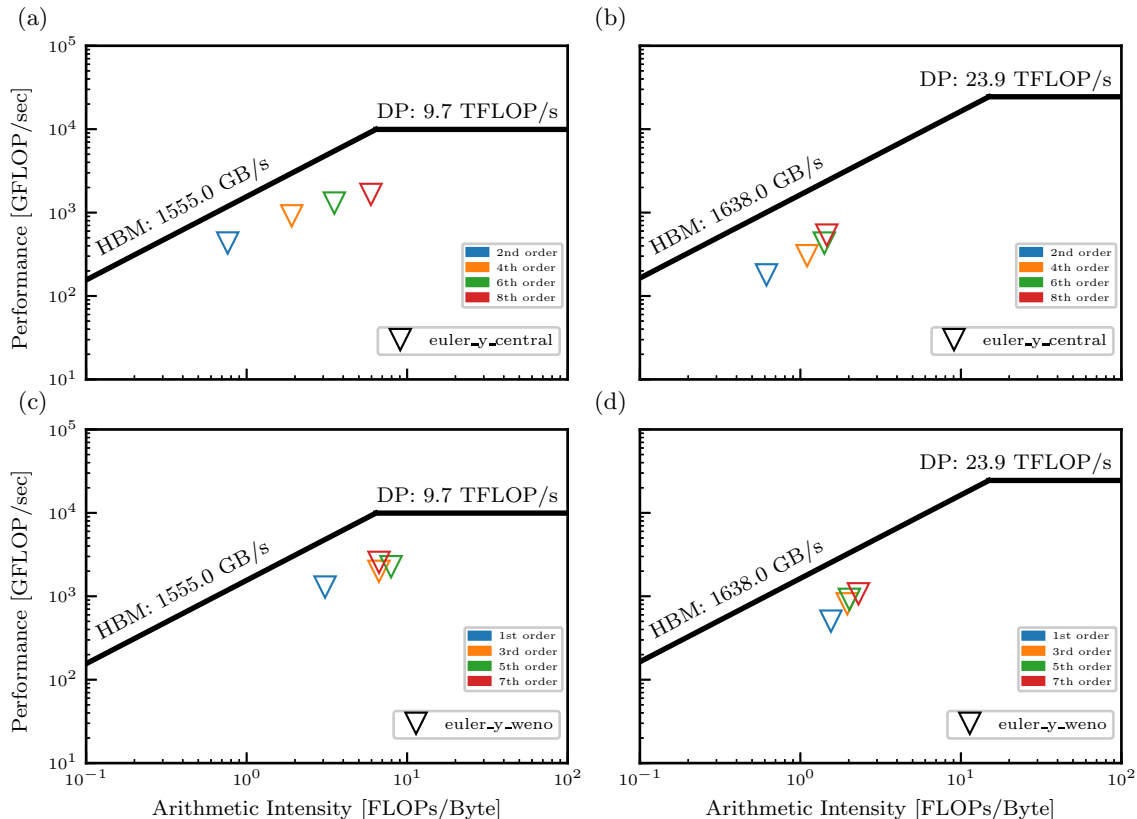 (a)
Performance [GFLOP/sec]
10^5
10^4
10^3
10^2
10^1
HBM: 1555.0 GB/s
DP: 9.7 TFLOP/s
2nd order
4th order
6th order
8th order
euler_y_central
(b)
HBM: 1638.0 GB/s
DP: 23.9 TFLOP/s
2nd order
4th order
6th order
8th order
euler_y_central
(c)
Performance [GFLOP/sec]
10^5
10^4
10^3
10^2
10^1
HBM: 1555.0 GB/s
DP: 9.7 TFLOP/s
1st order
3rd order
5th order
7th order
euler_y_weno
10^−1
10^0
10^1
10^2
Arithmetic Intensity [FLOPs/Byte]
(d)
HBM: 1638.0 GB/s
DP: 23.9 TFLOP/s
1st order
3rd order
5th order
7th order
euler_y_weno
10^−1
10^0
10^1
10^2
Arithmetic Intensity [FLOPs/Byte]